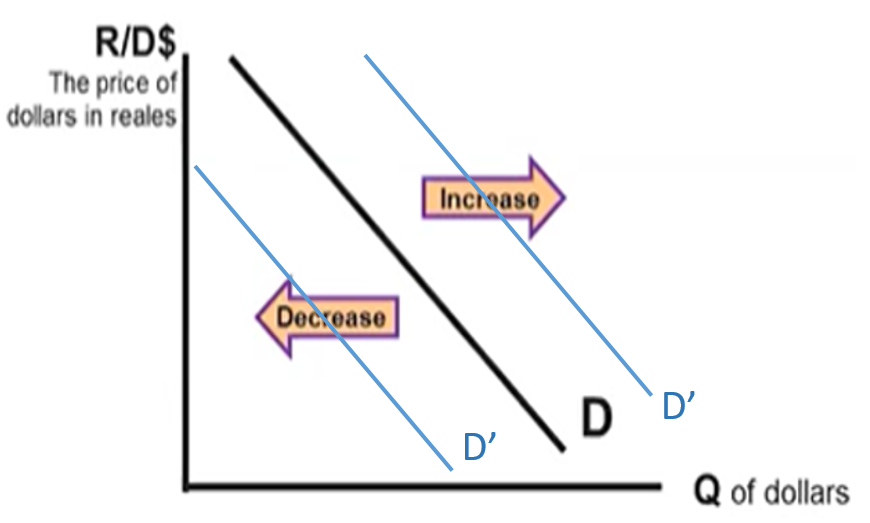 R/D$
The price of
dollars in reales
Increase
Decrease
D
D’
D’
Q of dollars